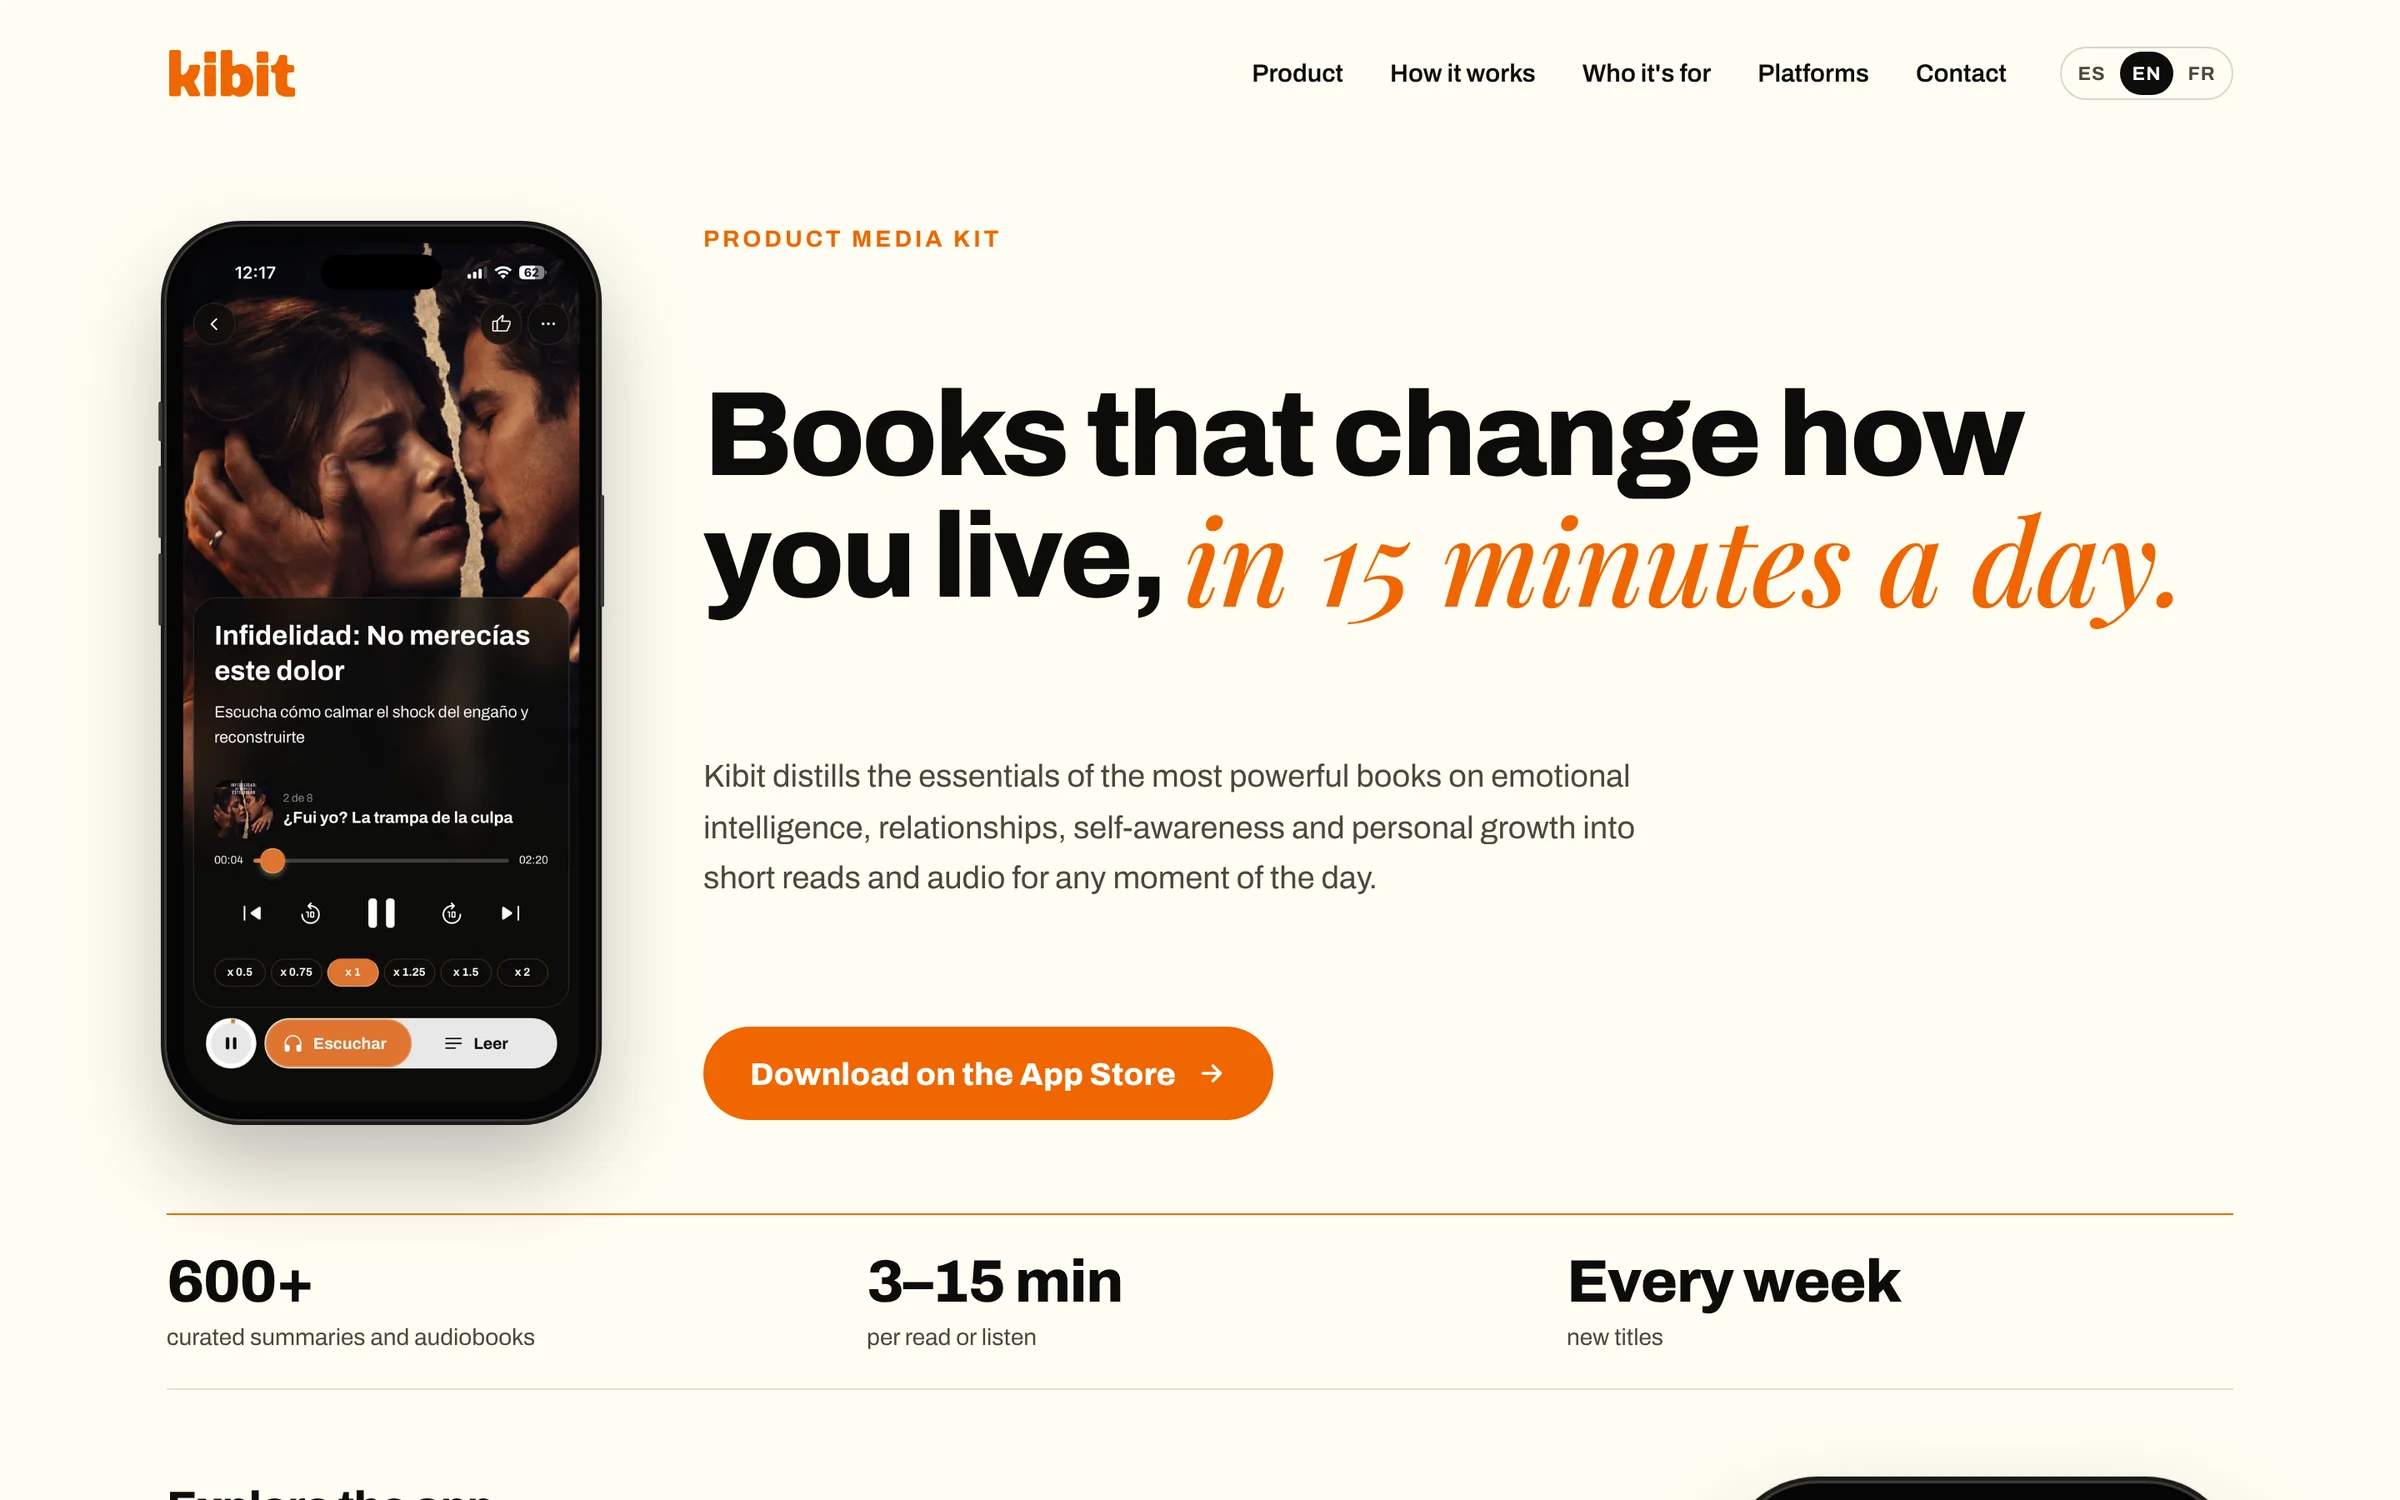 kibit
Product How it works Who it's for Platforms Contact ES EN FR
12:17 62
Infidelidad: No merecías
este dolor
Escucha cómo calmar el shock del engaño y
reconstruirte
2 de 8
¿Fui yo? La trampa de la culpa
00:04 02:20
10 10
x 0.5 x 0.75 x 1 x 1.25 x 1.5 x 2
Escuchar Leer
PRODUCT MEDIA KIT
Books that change how
you live, in 15 minutes a day.
Kibit distills the essentials of the most powerful books on emotional
intelligence, relationships, self-awareness and personal growth into
short reads and audio for any moment of the day.
Download on the App Store
600+
curated summaries and audiobooks
3–15 min
per read or listen
Every week
new titles
Explore the app